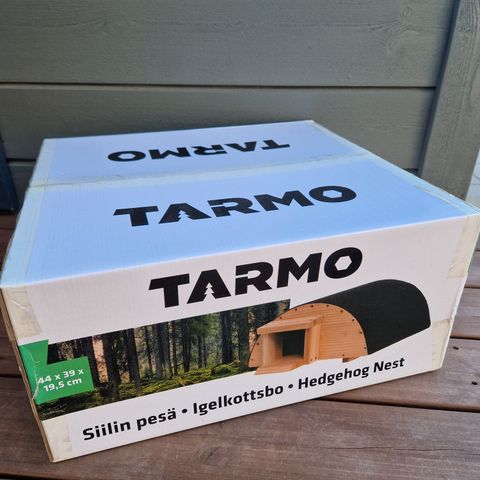 TARMO
TARMO
TARMO
44 x 39 x
19,5 cm
Siilin pesä • Igelkottsbo • Hedgehog Nest